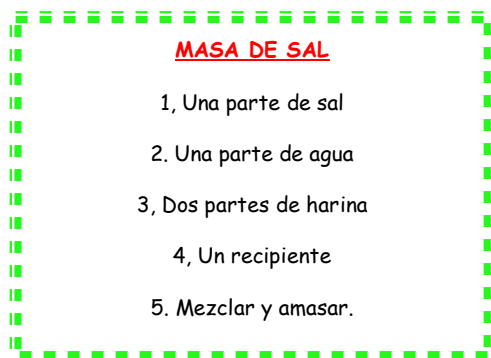 MASA DE SAL
1, Una parte de sal
2. Una parte de agua
3, Dos partes de harina
4, Un recipiente
5. Mezclar y amasar.